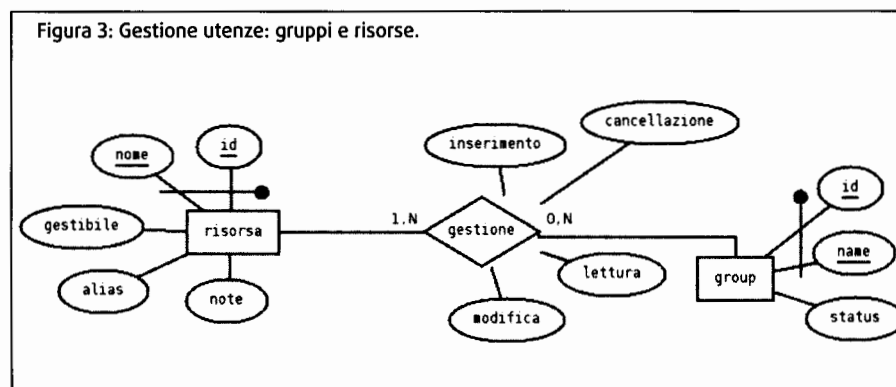 Figura 3: Gestione utenze: gruppi e risorse.
cancellazione
inserimento
nome
id
id
gestibile
risorsa
1.N
gestione
0,N
name
lettura
group
alias
note
modifica
status